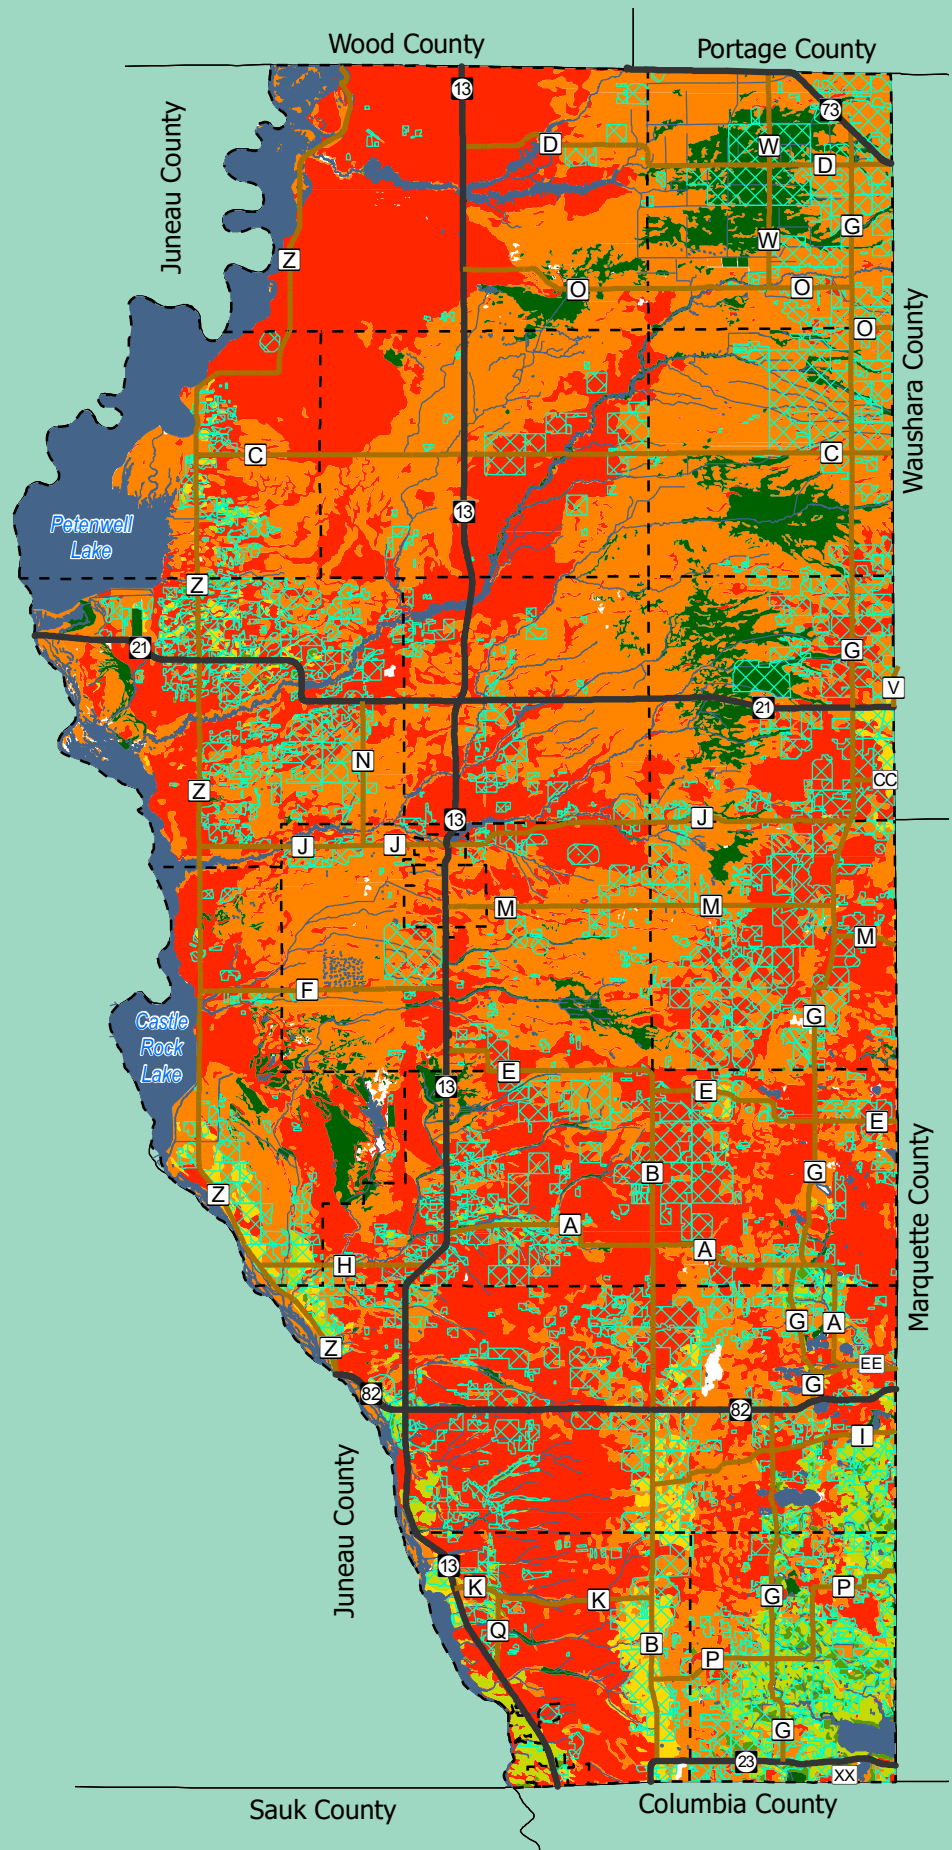 Wood County
Portage County
Juneau County
13
73
D
W
D
G
W
Z
O
O
O
Waushara County
C
C
Petenwell
Lake
13
Z
21
G
V
21
N
Z
CC
13
J
J
J
M
M
M
F
G
Castle
Rock
Lake
E
13
E
E
Marquette County
B
G
Z
A
A
H
G
A
Z
EE
G
82
82
I
Juneau County
13
K
K
G
P
Q
B
P
G
23
XX
Sauk County
Columbia County